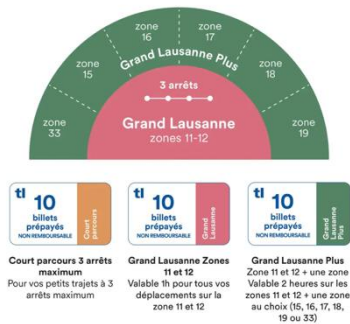 zone
16
zone
17
Grand Lausanne Plus
zone
15
zone
18
3 arrêts
Grand Lausanne
zones 11-12
zone
33
zone
19
tl
10
billets
prépayés
NON REMBOURSABLE
Court
parcours
tl
10
billets
prépayés
NON REMBOURSABLE
Grand
Lausanne
tl
10
billets
prépayés
NON REMBOURSABLE
Grand
Lausanne
Plus
Court parcours 3 arrêts
maximum
Pour vos petits trajets à 3
arrêts maximum
Grand Lausanne Zones
11 et 12
Valable 1h pour tous vos
déplacements sur la
zone 11 et 12
Grand Lausanne Plus
Zone 11 et 12 + une zone
Valable 2 heures sur les
zones 11 et 12 + une zone
au choix (15, 16, 17, 18,
19 ou 33)